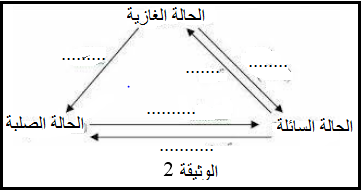 الحالة الغازية
......... ........ .......
الحالة الصلبة .......... الحالة السائلة
...........
الوثيقة 2